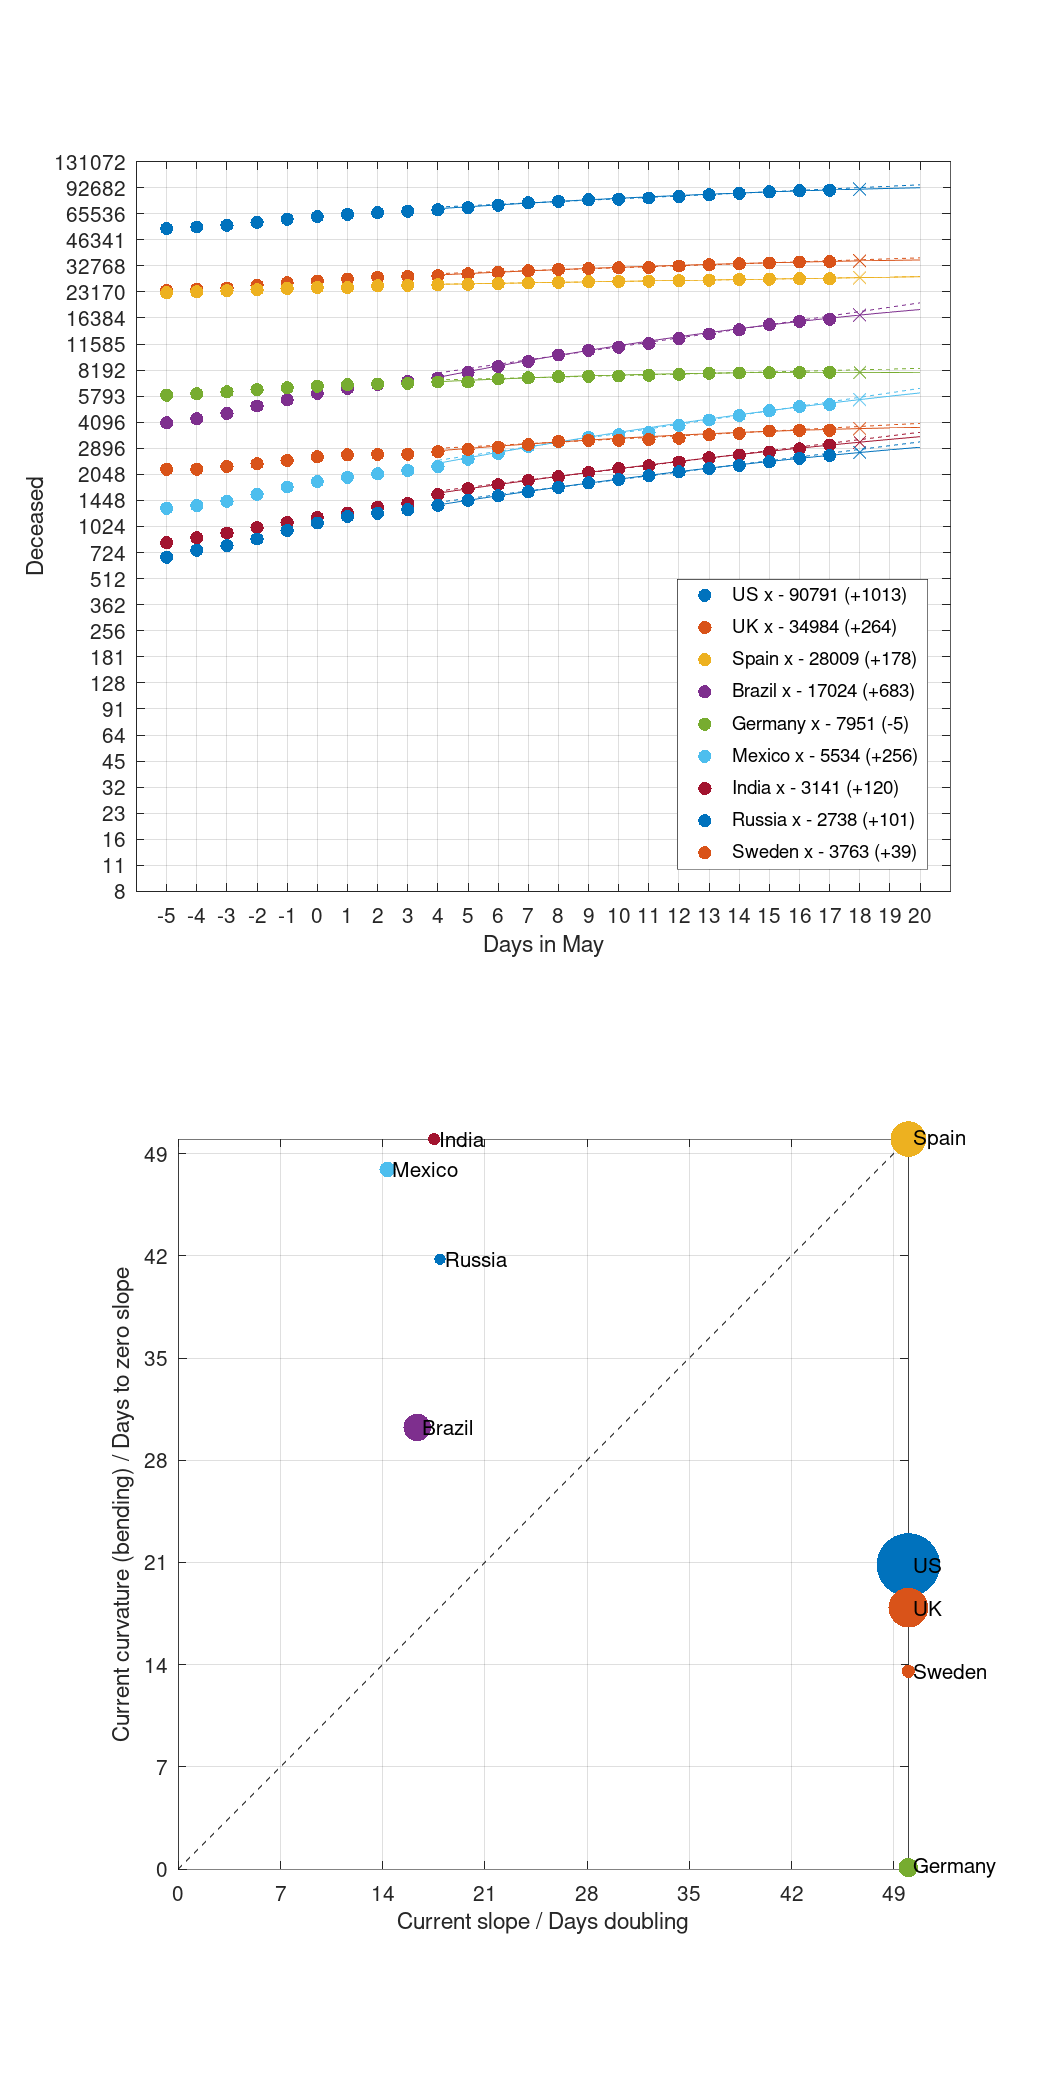 131072
92682
65536
46341
32768
23170
16384
11585
8192
5793
4096
2896
2048
1448
1024
724
512
362
256
181
128
91
64
45
32
23
16
11
8
Deceased
-5 -4 -3 -2 -1 0 1 2 3 4 5 6 7 8 9 10 11 12 13 14 15 16 17 18 19 20
Days in May
US x - 90791 (+1013)
UK x - 34984 (+264)
Spain x - 28009 (+178)
Brazil x - 17024 (+683)
Germany x - 7951 (-5)
Mexico x - 5534 (+256)
India x - 3141 (+120)
Russia x - 2738 (+101)
Sweden x - 3763 (+39)
49
42
35
28
21
14
7
0
Current curvature (bending) / Days to zero slope
India
Spain
Mexico
Russia
Brazil
US
UK
Sweden
Germany
0 7 14 21 28 35 42 49
Current slope / Days doubling